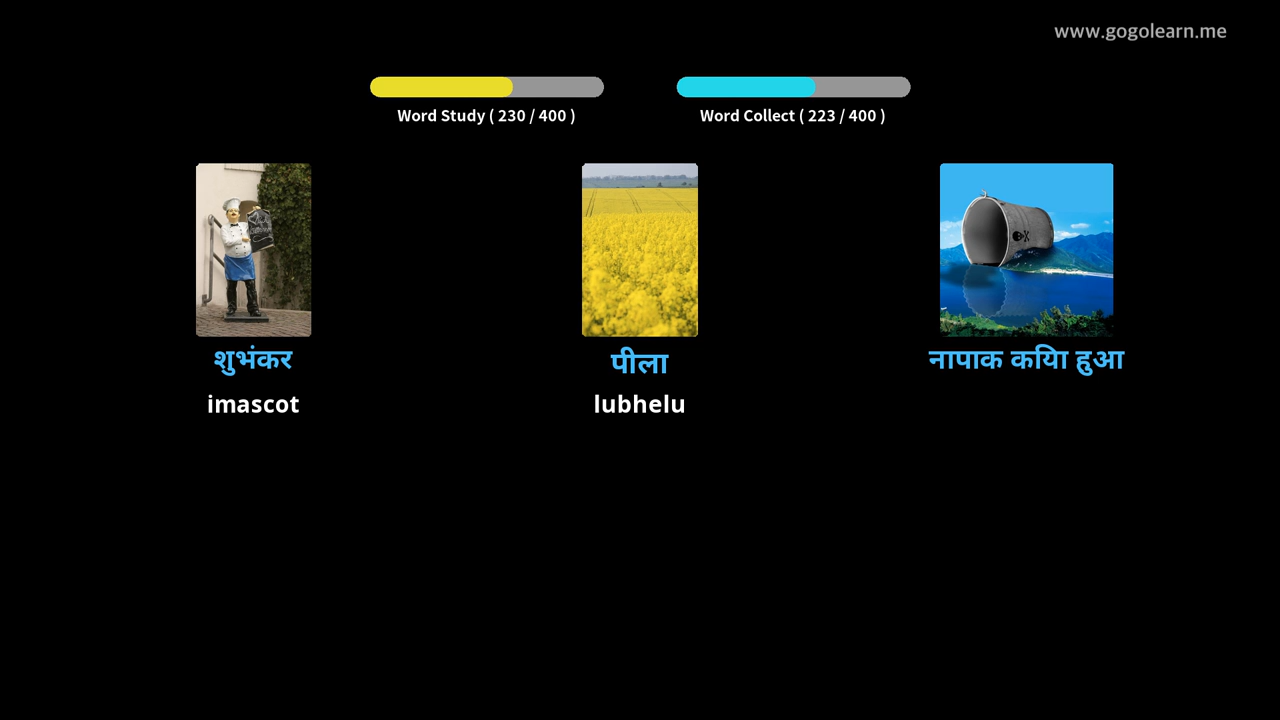 www.gogolearn.me
Word Study ( 230 / 400 )
Word Collect ( 223 / 400 )
शुभंकर
पीला
नापाक कयिा हुआ
imascot
lubhelu